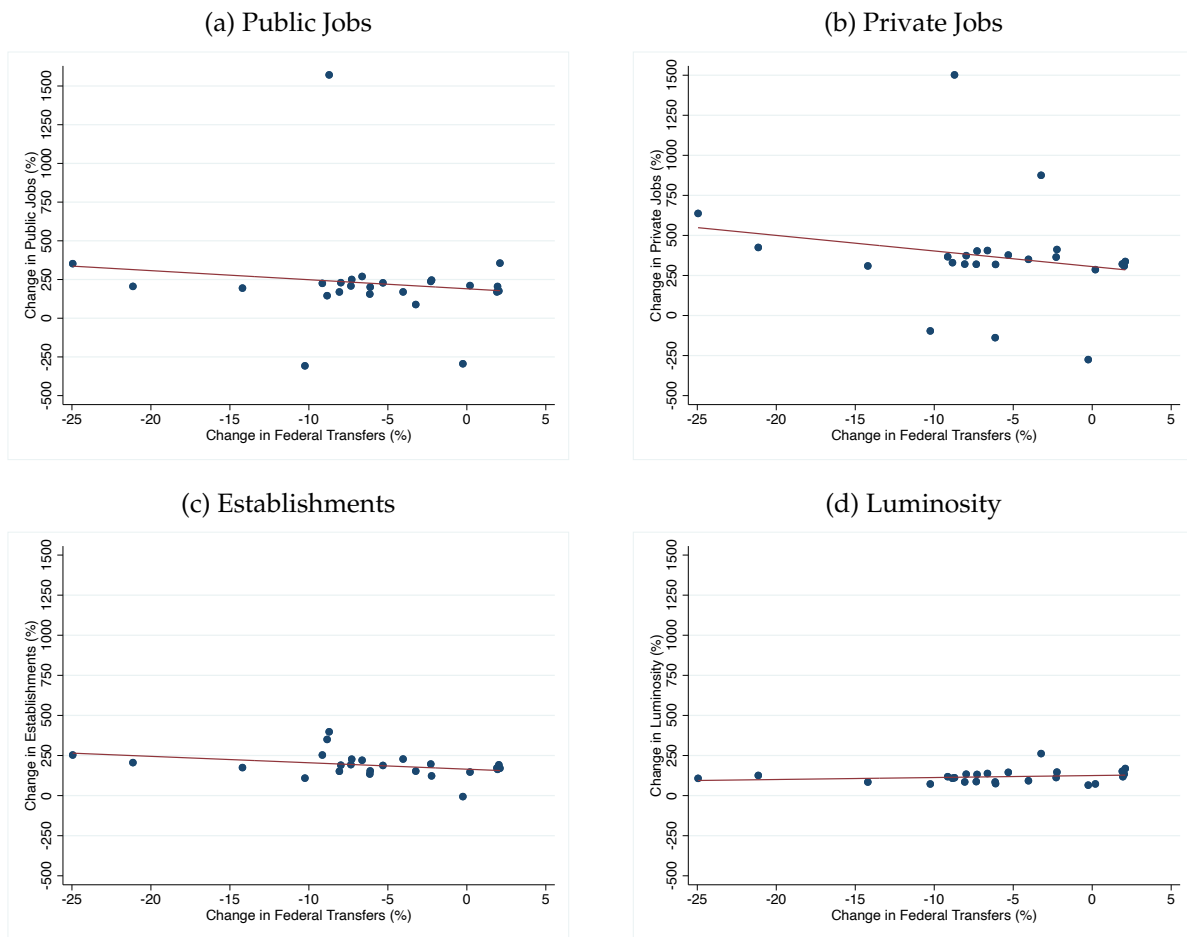 (a) Public Jobs
Change in Public Jobs (%)
1500
1250
1000
750
500
250
0
-250
-500
-25 -20 -15 -10 -5 0 5
Change in Federal Transfers (%)
(b) Private Jobs
Change in Private Jobs (%)
1500
1250
1000
750
500
250
0
-250
-500
-25 -20 -15 -10 -5 0 5
Change in Federal Transfers (%)
(c) Establishments
Change in Establishments (%)
1500
1250
1000
750
500
250
0
-250
-500
-25 -20 -15 -10 -5 0 5
Change in Federal Transfers (%)
(d) Luminosity
Change in Luminosity (%)
1500
1250
1000
750
500
250
0
-250
-500
-25 -20 -15 -10 -5 0 5
Change in Federal Transfers (%)